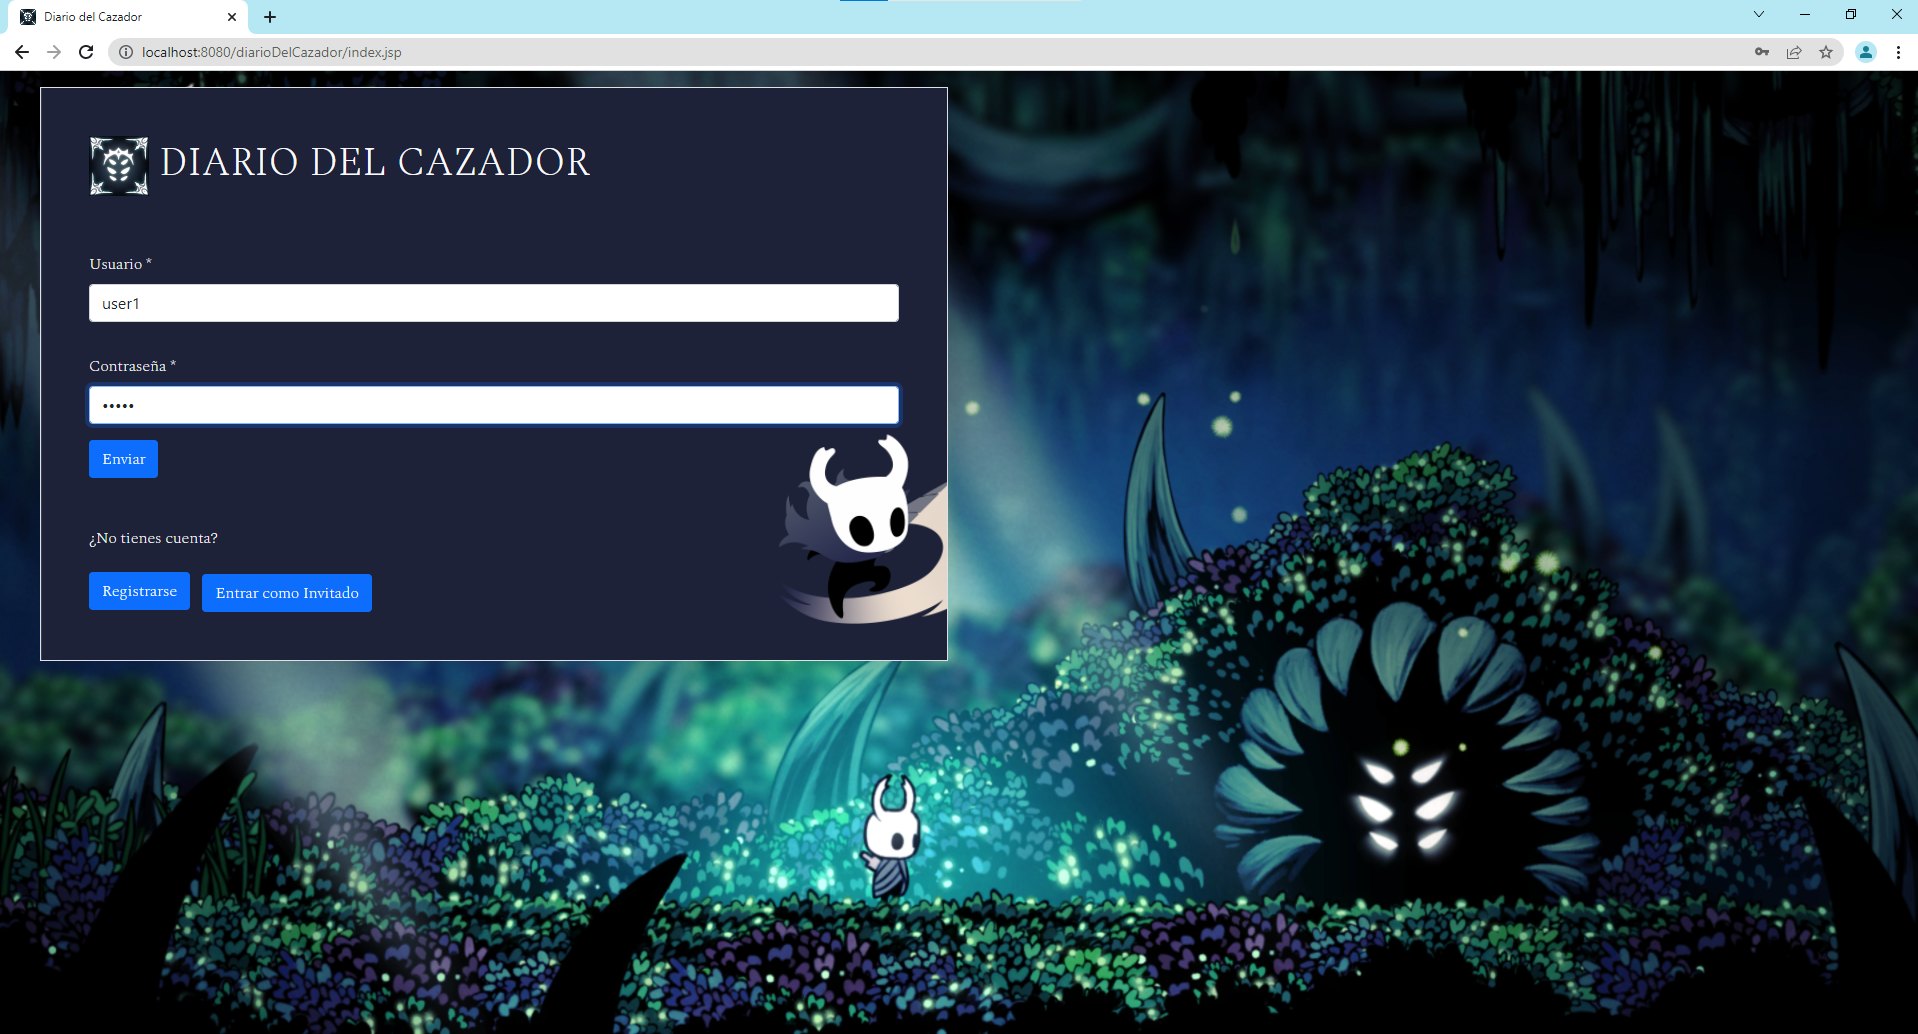 Diario del Cazador
localhost:8080/diarioDelCazador/index.jsp
DIARIO DEL CAZADOR
Usuario *
user1
Contraseña *
•••••
Enviar
¿No tienes cuenta?
Registrarse
Entrar como Invitado